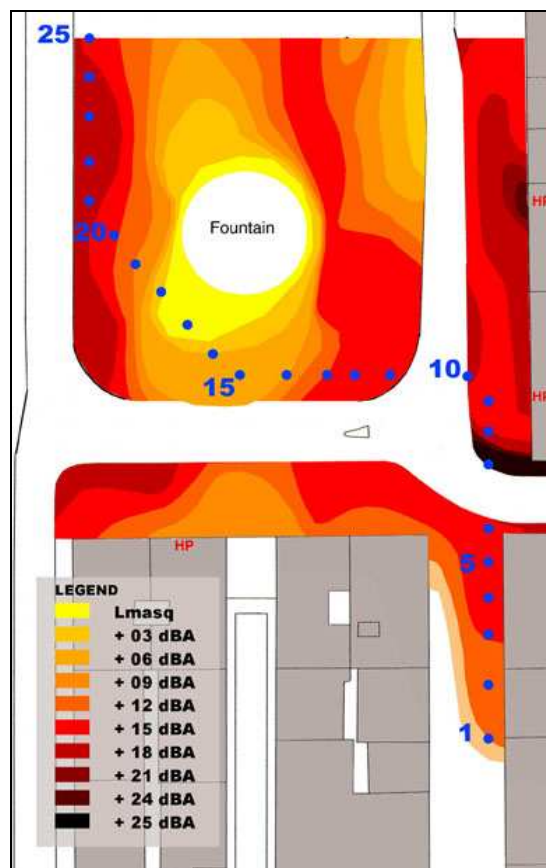 25
HP
Fountain
20
10
15
HP
HP
5
LEGEND
Lmasq
+ 03 dBA
+ 06 dBA
+ 09 dBA
+ 12 dBA
+ 15 dBA
+ 18 dBA
+ 21 dBA
+ 24 dBA
+ 25 dBA
1